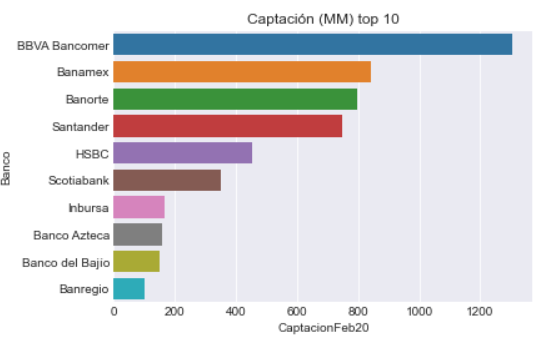 Captación (MM) top 10
BBVA Bancomer
Banamex
Banorte
Santander
HSBC
Scotiabank
Inbursa
Banco Azteca
Banco del Bajio
Banregio
Banco
0 200 400 600 800 1000 1200
CaptacionFeb20